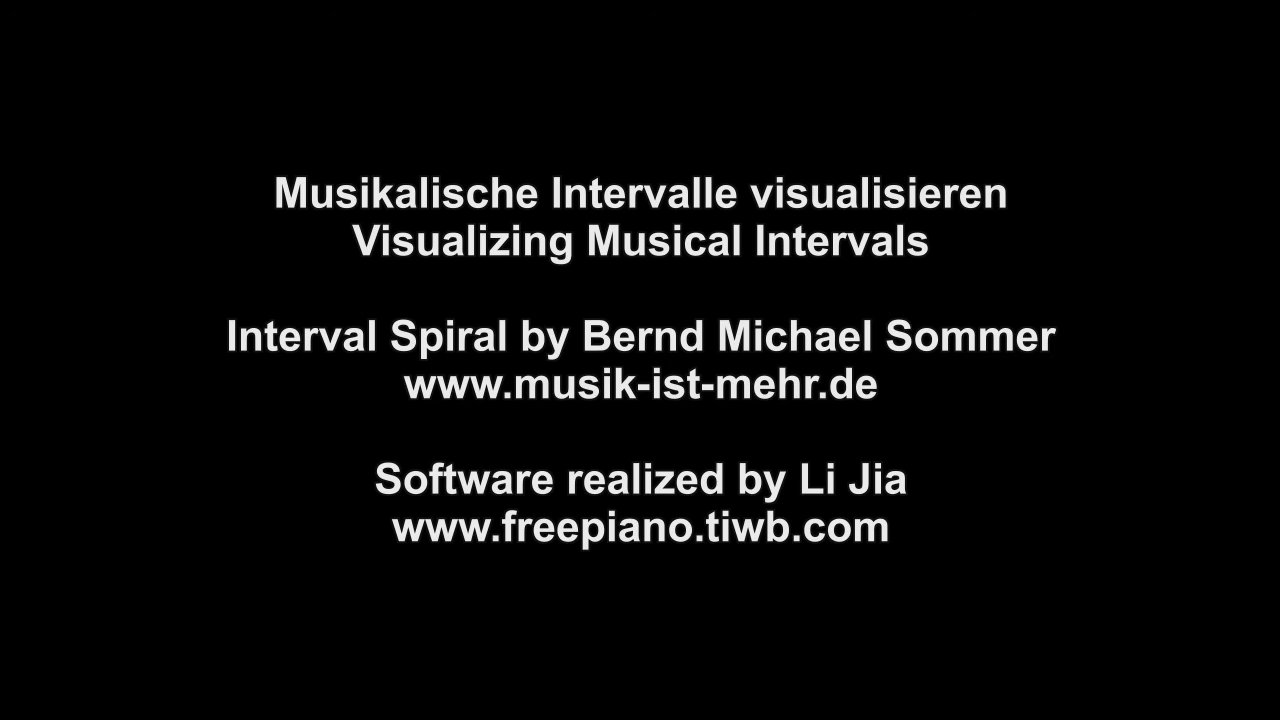 Musikalische Intervalle visualisieren
Visualizing Musical Intervals
Interval Spiral by Bernd Michael Sommer
www.musik-ist-mehr.de
Software realized by Li Jia
www.freepiano.tiwb.com